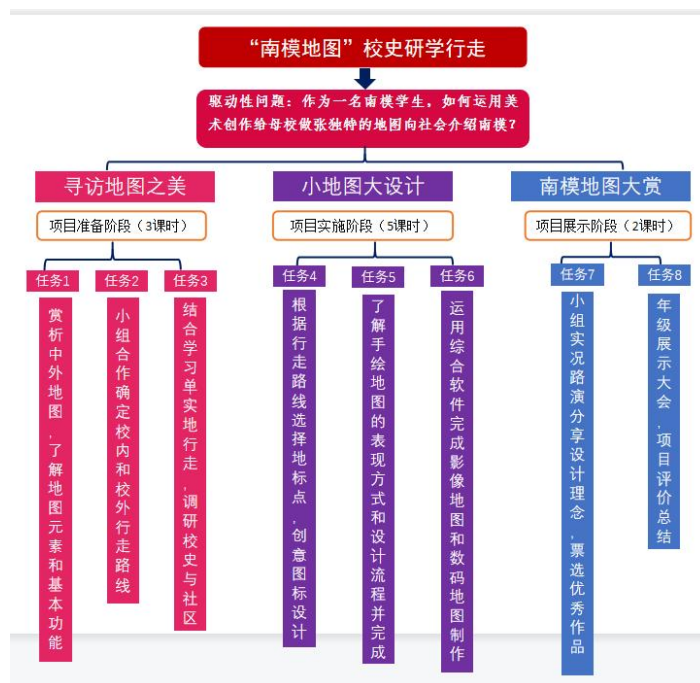 “南模地图”校史研学行走
驱动性问题：作为一名南模学生，如何运用美
术创作给母校做张独特的地图向社会介绍南模？
寻访地图之美
项目准备阶段（3课时）
任务1
赏析中外地图，了解地图元素和基本功能
任务2
小组合作确定校内和校外行走路线
任务3
结合学习单实地行走，调研校史与社区
小地图大设计
项目实施阶段（5课时）
任务4
根据行走路线选择地标点，创意图标设计
任务5
了解手绘地图的表现方式和设计流程并完成
任务6
运用综合软件完成影像地图和数码地图制作
南模地图大赏
项目展示阶段（2课时）
任务7
小组实况路演分享设计理念，票选优秀作品
任务8
年级展示大会，项目评价总结